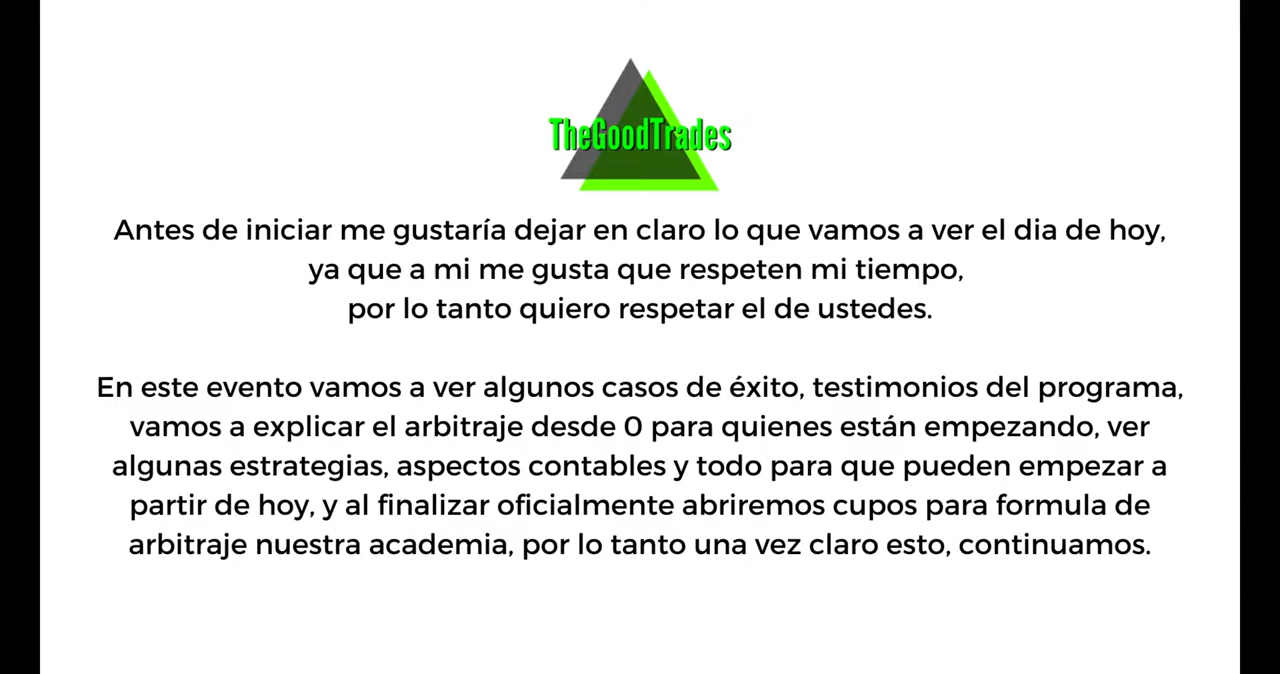 TheGoodTrades
Antes de iniciar me gustaría dejar en claro lo que vamos a ver el dia de hoy,
ya que a mi me gusta que respeten mi tiempo,
por lo tanto quiero respetar el de ustedes.
En este evento vamos a ver algunos casos de éxito, testimonios del programa,
vamos a explicar el arbitraje desde 0 para quienes están empezando, ver
algunas estrategias, aspectos contables y todo para que pueden empezar a
partir de hoy, y al finalizar oficialmente abriremos cupos para formula de
arbitraje nuestra academia, por lo tanto una vez claro esto, continuamos.